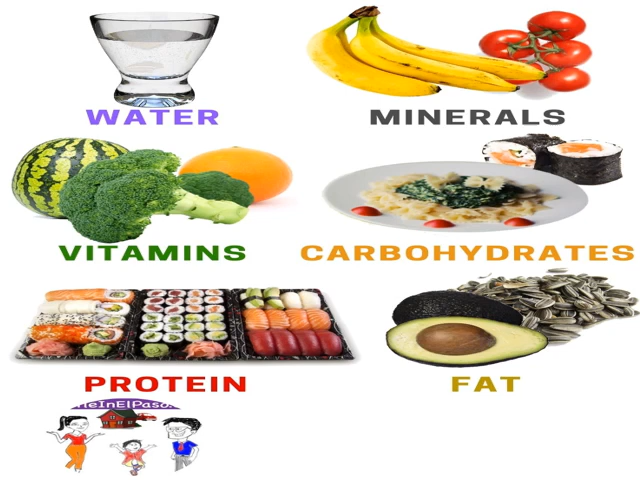 WATER
MINERALS
VITAMINS
CARBOHYDRATES
PROTEIN
FAT